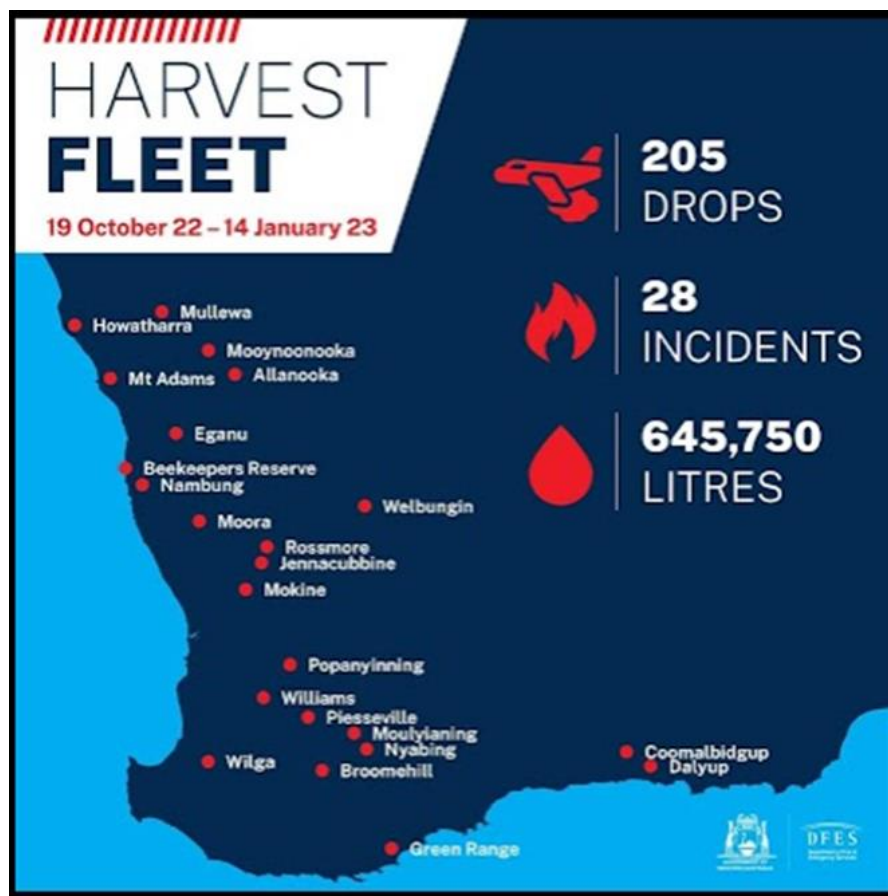 HARVEST
FLEET
19 October 22 – 14 January 23
205
DROPS
28
INCIDENTS
645,750
LITRES
Mullewa
Howatharra
Mooynoonooka
Mt Adams
Allanooka
Eganu
Beekeepers Reserve
Nambung
Welbungin
Moora
Rossmore
Jennacubbine
Mokine
Popanyinning
Williams
Piesseville
Moulyianing
Nyabing
Wilga
Broomehill
Coomalbidgup
Dalyup
Green Range
DFES